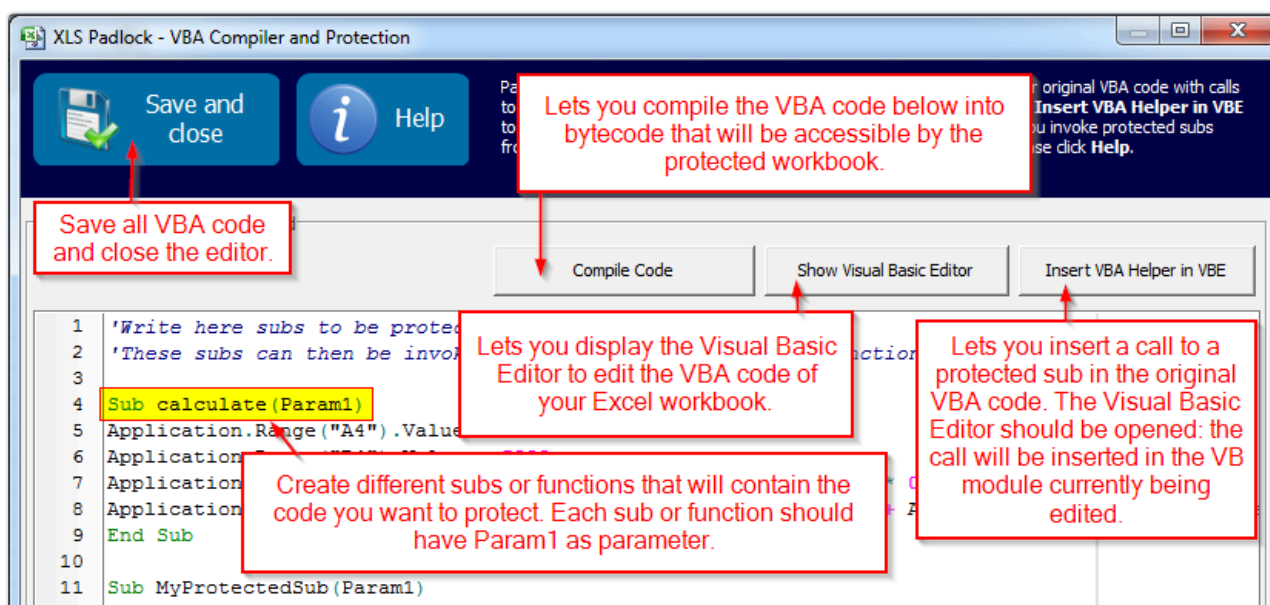 XLS Padlock - VBA Compiler and Protection
Save and
close
Help
original VBA code with calls
Insert VBA Helper in VBE
invoke protected subs
click Help.
Lets you compile the VBA code below into
bytecode that will be accessible by the
protected workbook.
Save all VBA code
and close the editor.
Compile Code
Show Visual Basic Editor
Insert VBA Helper in VBE
1 'Write here subs to be
2 'These subs can then be
3
4 Sub calculate(Param1)
5 Application.Range("A4").Value
6 Application
7 Application
8 Application
9 End Sub
10
11 Sub MyProtectedSub(Param1)
Lets you display the Visual Basic
Editor to edit the VBA code of
your Excel workbook.
Lets you insert a call to a
protected sub in the original
VBA code. The Visual Basic
Editor should be opened: the
call will be inserted in the VB
module currently being
edited.
Create different subs or functions that will contain the
code you want to protect. Each sub or function should
have Param1 as parameter.